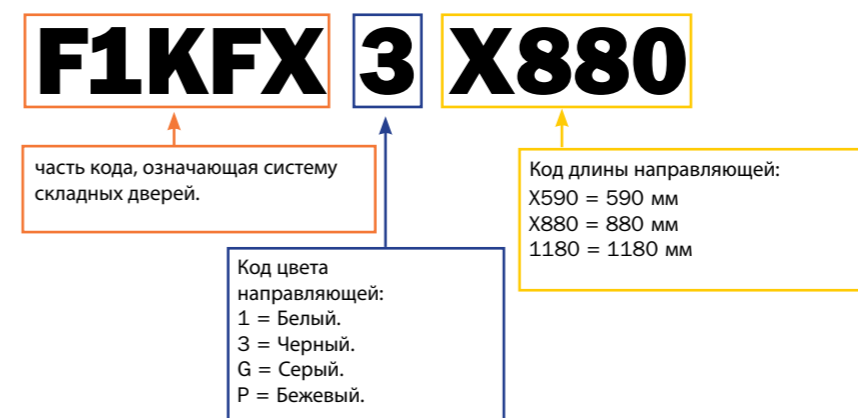 F1KFX 3 X880
часть кода, означающая систему
складных дверей.
Код длины направляющей:
X590 = 590 мм
X880 = 880 мм
1180 = 1180 мм
Код цвета
направляющей:
1 = Белый.
3 = Черный.
G = Серый.
P = Бежевый.